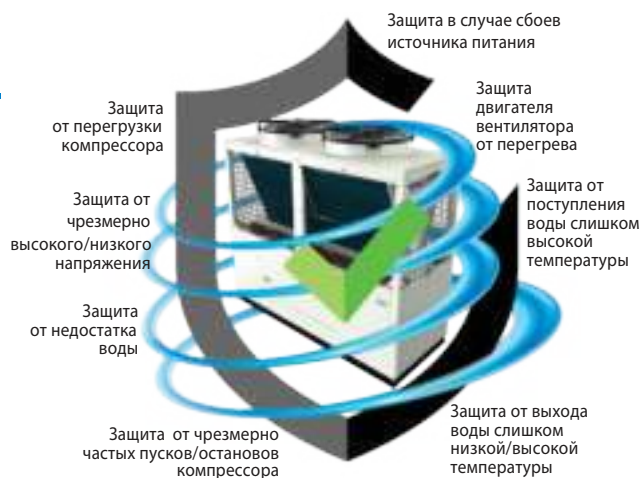 Защита в случае сбоев
источника питания
Защита
двигателя
вентилятора
от перегрева
Защита от
поступления
воды слишком
высокой
температуры
Защита от выхода
воды слишком
низкой/высокой
температуры
Защита от чрезмерно
частых пусков/остановов
компрессора
Защита
от недостатка
воды
Защита от
чрезмерно
высокого/низкого
напряжения
Защита
от перегрузки
компрессора